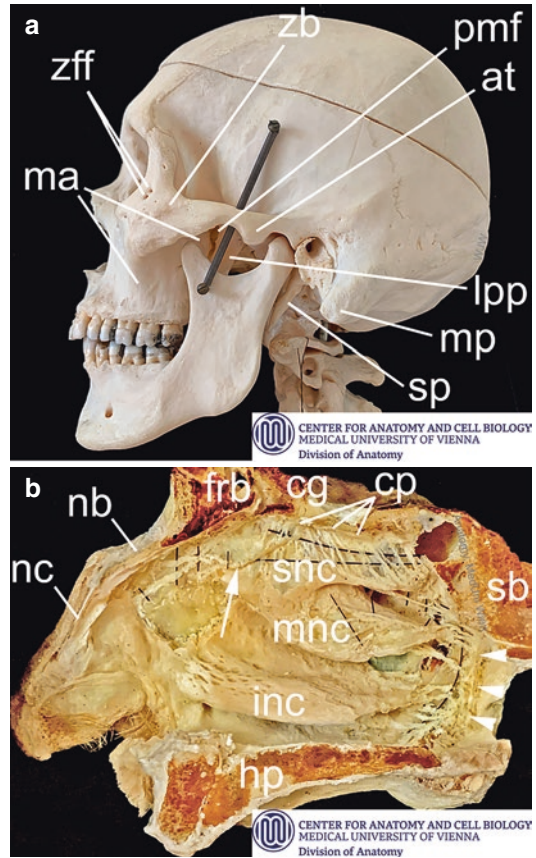 a
zb
pmf
zff
at
ma
lpp
mp
sp
CENTER FOR ANATOMY AND CELL BIOLOGY
MEDICAL UNIVERSITY OF VIENNA
Division of Anatomy
b
frb
cg
cp
nb
nc
snc
sb
mnc
inc
hp
CENTER FOR ANATOMY AND CELL BIOLOGY
MEDICAL UNIVERSITY OF VIENNA
Division of Anatomy